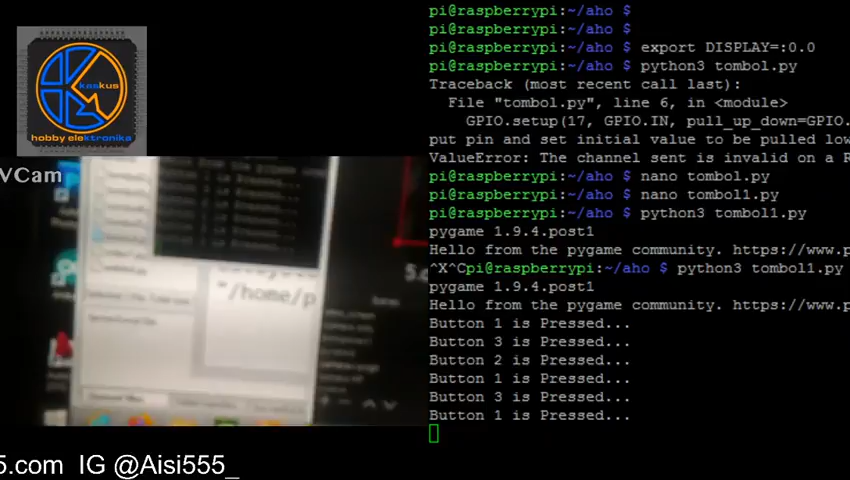 kaskus
hobby elektronika
VCam
"/home/p
5.com  IG @Aisi555_
pi@raspberrypi:~/aho $
pi@raspberrypi:~/aho $
pi@raspberrypi:~/aho $ export DISPLAY=:0.0
pi@raspberrypi:~/aho $ python3 tombol.py
Traceback (most recent call last):
  File "tombol.py", line 6, in <module>
    GPIO.setup(17, GPIO.IN, pull_up_down=GPIO.
put pin and set initial value to be pulled low
ValueError: The channel sent is invalid on a R
pi@raspberrypi:~/aho $ nano tombol.py
pi@raspberrypi:~/aho $ nano tombol1.py
pi@raspberrypi:~/aho $ python3 tombol1.py
pygame 1.9.4.post1
Hello from the pygame community. https://www.p
^X^Cpi@raspberrypi:~/aho $ python3 tombol1.py
pygame 1.9.4.post1
Hello from the pygame community. https://www.p
Button 1 is Pressed...
Button 3 is Pressed...
Button 2 is Pressed...
Button 1 is Pressed...
Button 3 is Pressed...
Button 1 is Pressed...